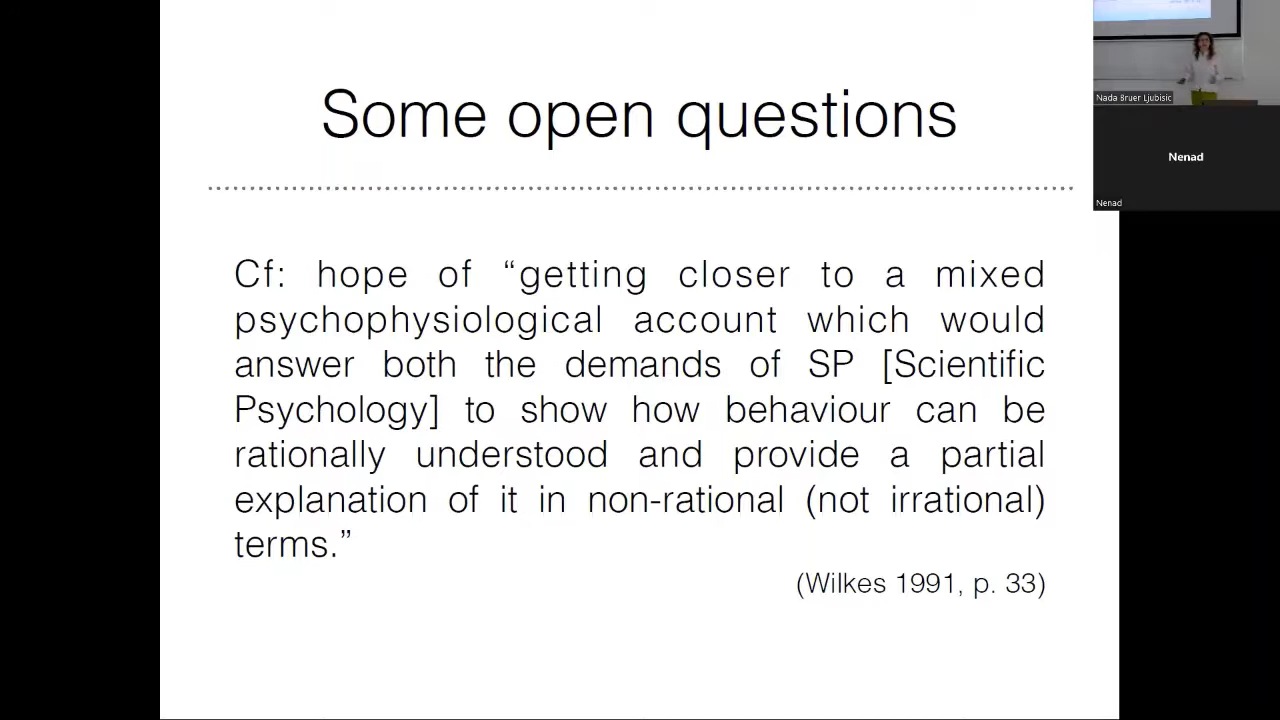 Some open questions
Cf: hope of “getting closer to a mixed
psychophysiological account which would
answer both the demands of SP [Scientific
Psychology] to show how behaviour can be
rationally understood and provide a partial
explanation of it in non-rational (not irrational)
terms.”
(Wilkes 1991, p. 33)
Nada Bruer Ljubisic
Nenad
Nenad